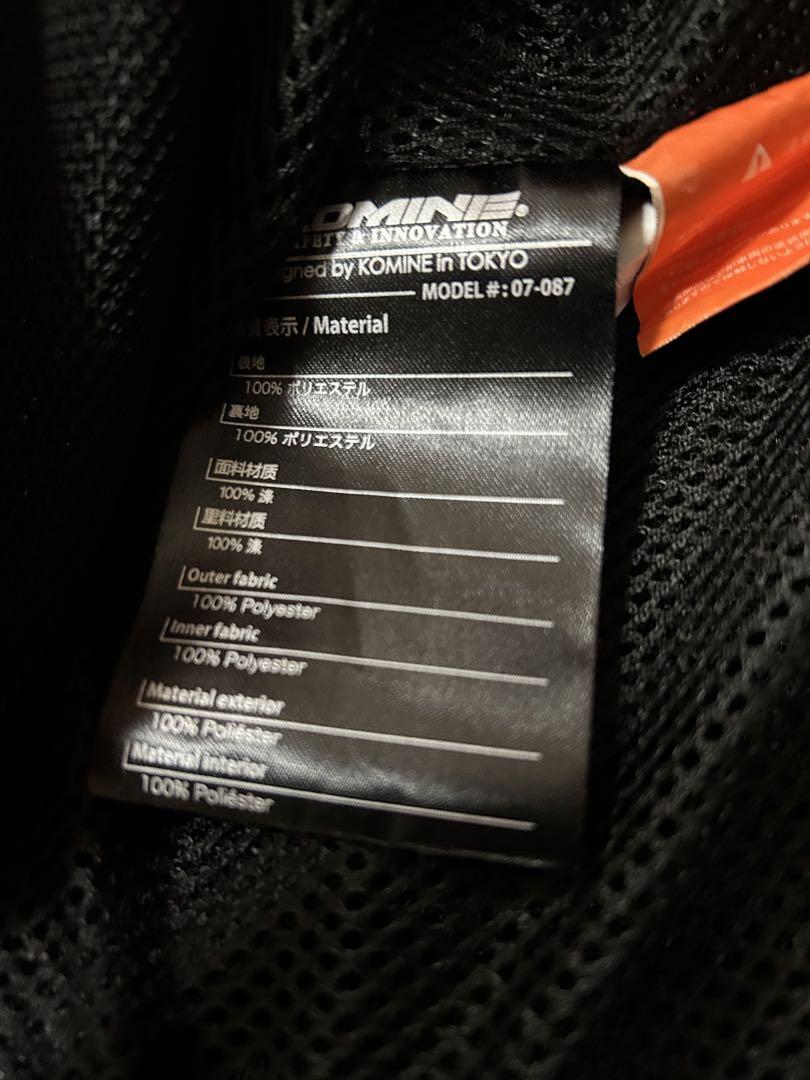 KOMINE®
SAFETY & INNOVATION
Designed by KOMINE in TOKYO
MODEL#: 07-087
表示 / Material
表地
100% ポリエステル
裏地
100% ポリエステル
面料材质
100% 涤
里料材质
100% 涤
Outer fabric
100% Polyester
Inner fabric
100% Polyester
Material exterior
100% Poliéster
Material interior
100% Poliéster